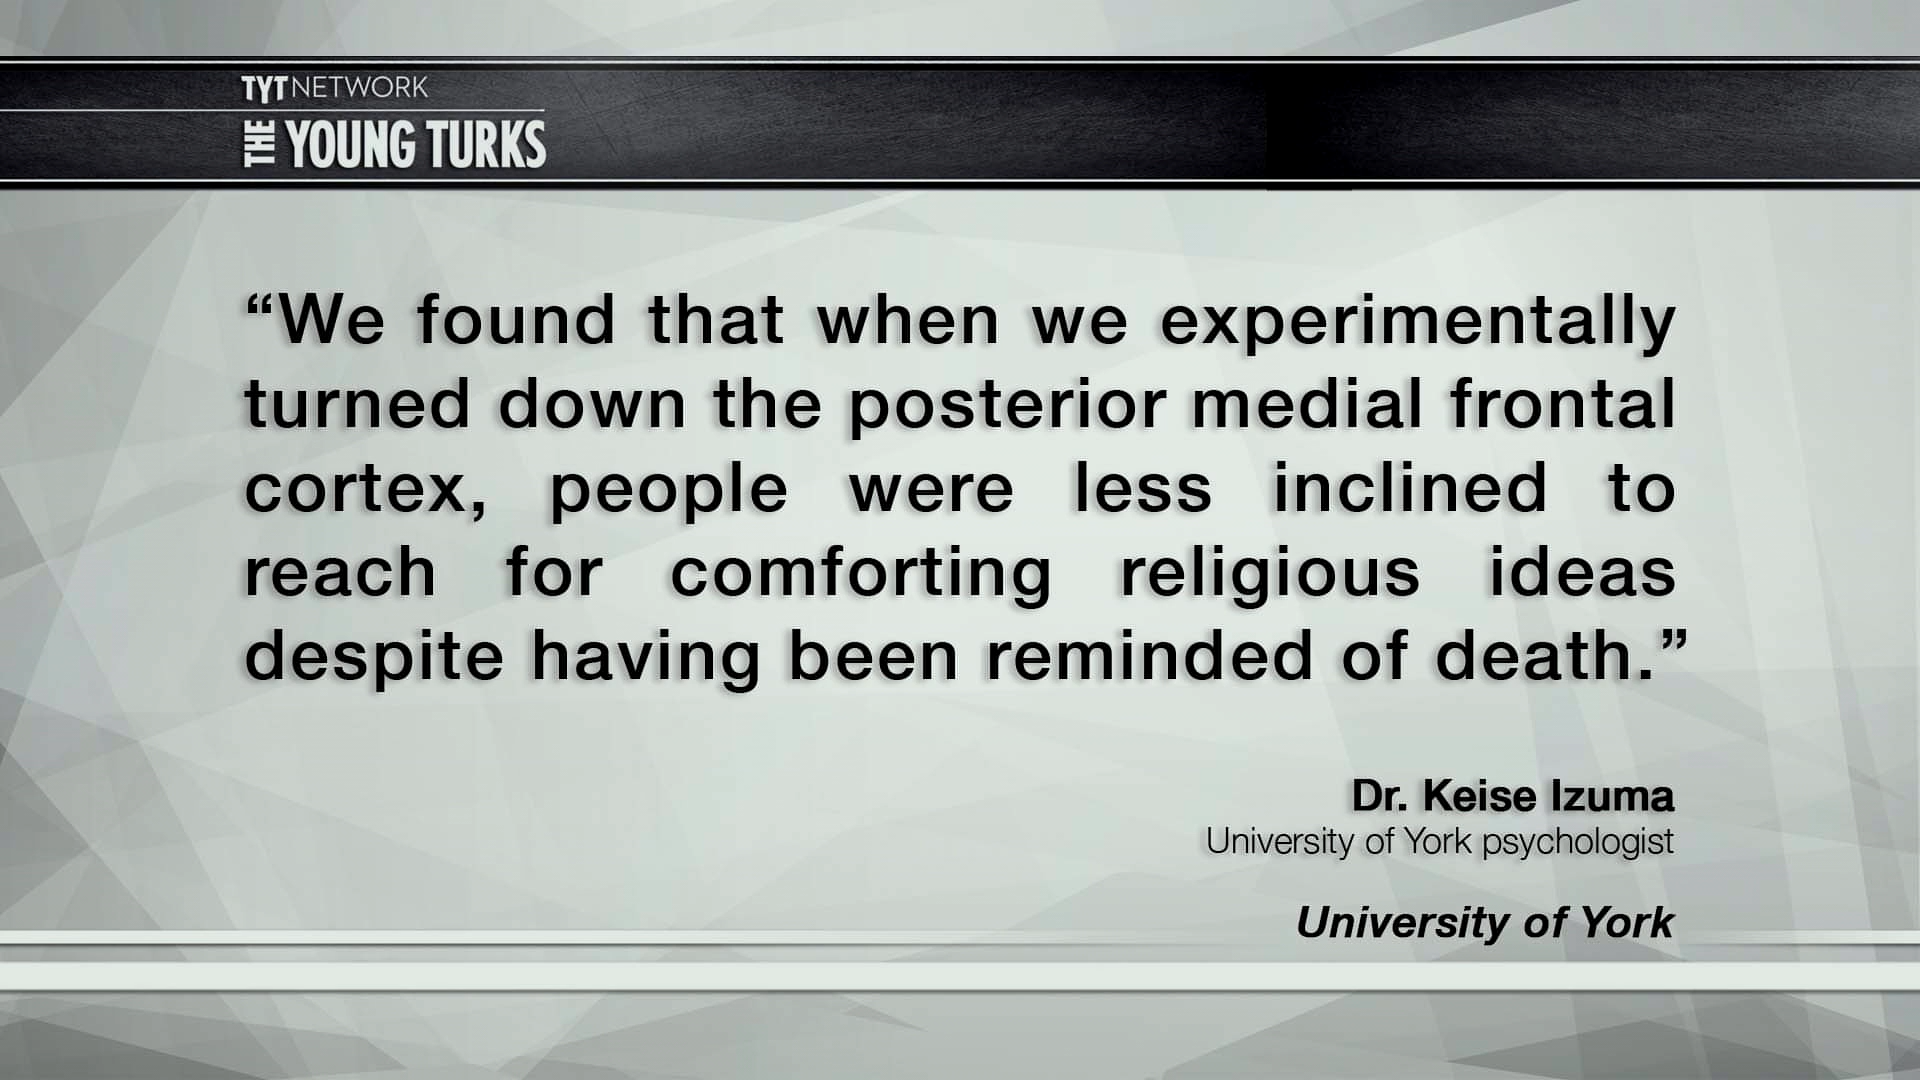 TYTNETWORK
THE YOUNG TURKS
“We found that when we experimentally
turned down the posterior medial frontal
cortex, people were less inclined to
reach for comforting religious ideas
despite having been reminded of death.”
Dr. Keise Izuma
University of York psychologist
University of York